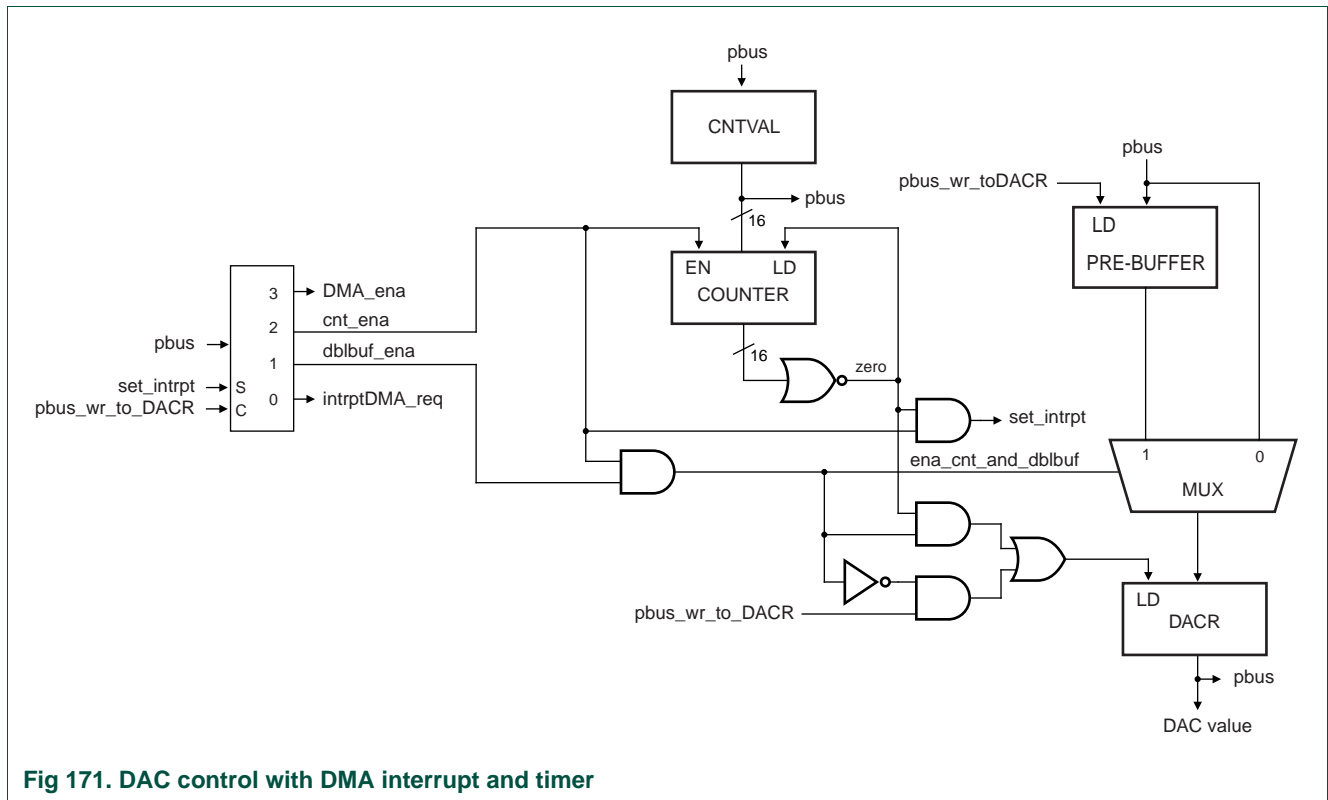 pbus
CNTVAL
pbus
16
pbus
pbus_wr_toDACR
LD
PRE-BUFFER
EN LD
COUNTER
16
zero
3 DMA_ena
2 cnt_ena
1 dblbuf_ena
0 intrptDMA_req
pbus
set_intrpt S
pbus_wr_to_DACR C
set_intrpt
ena_cnt_and_dblbuf
1 0
MUX
pbus_wr_to_DACR
LD
DACR
pbus
DAC value
Fig 171. DAC control with DMA interrupt and timer